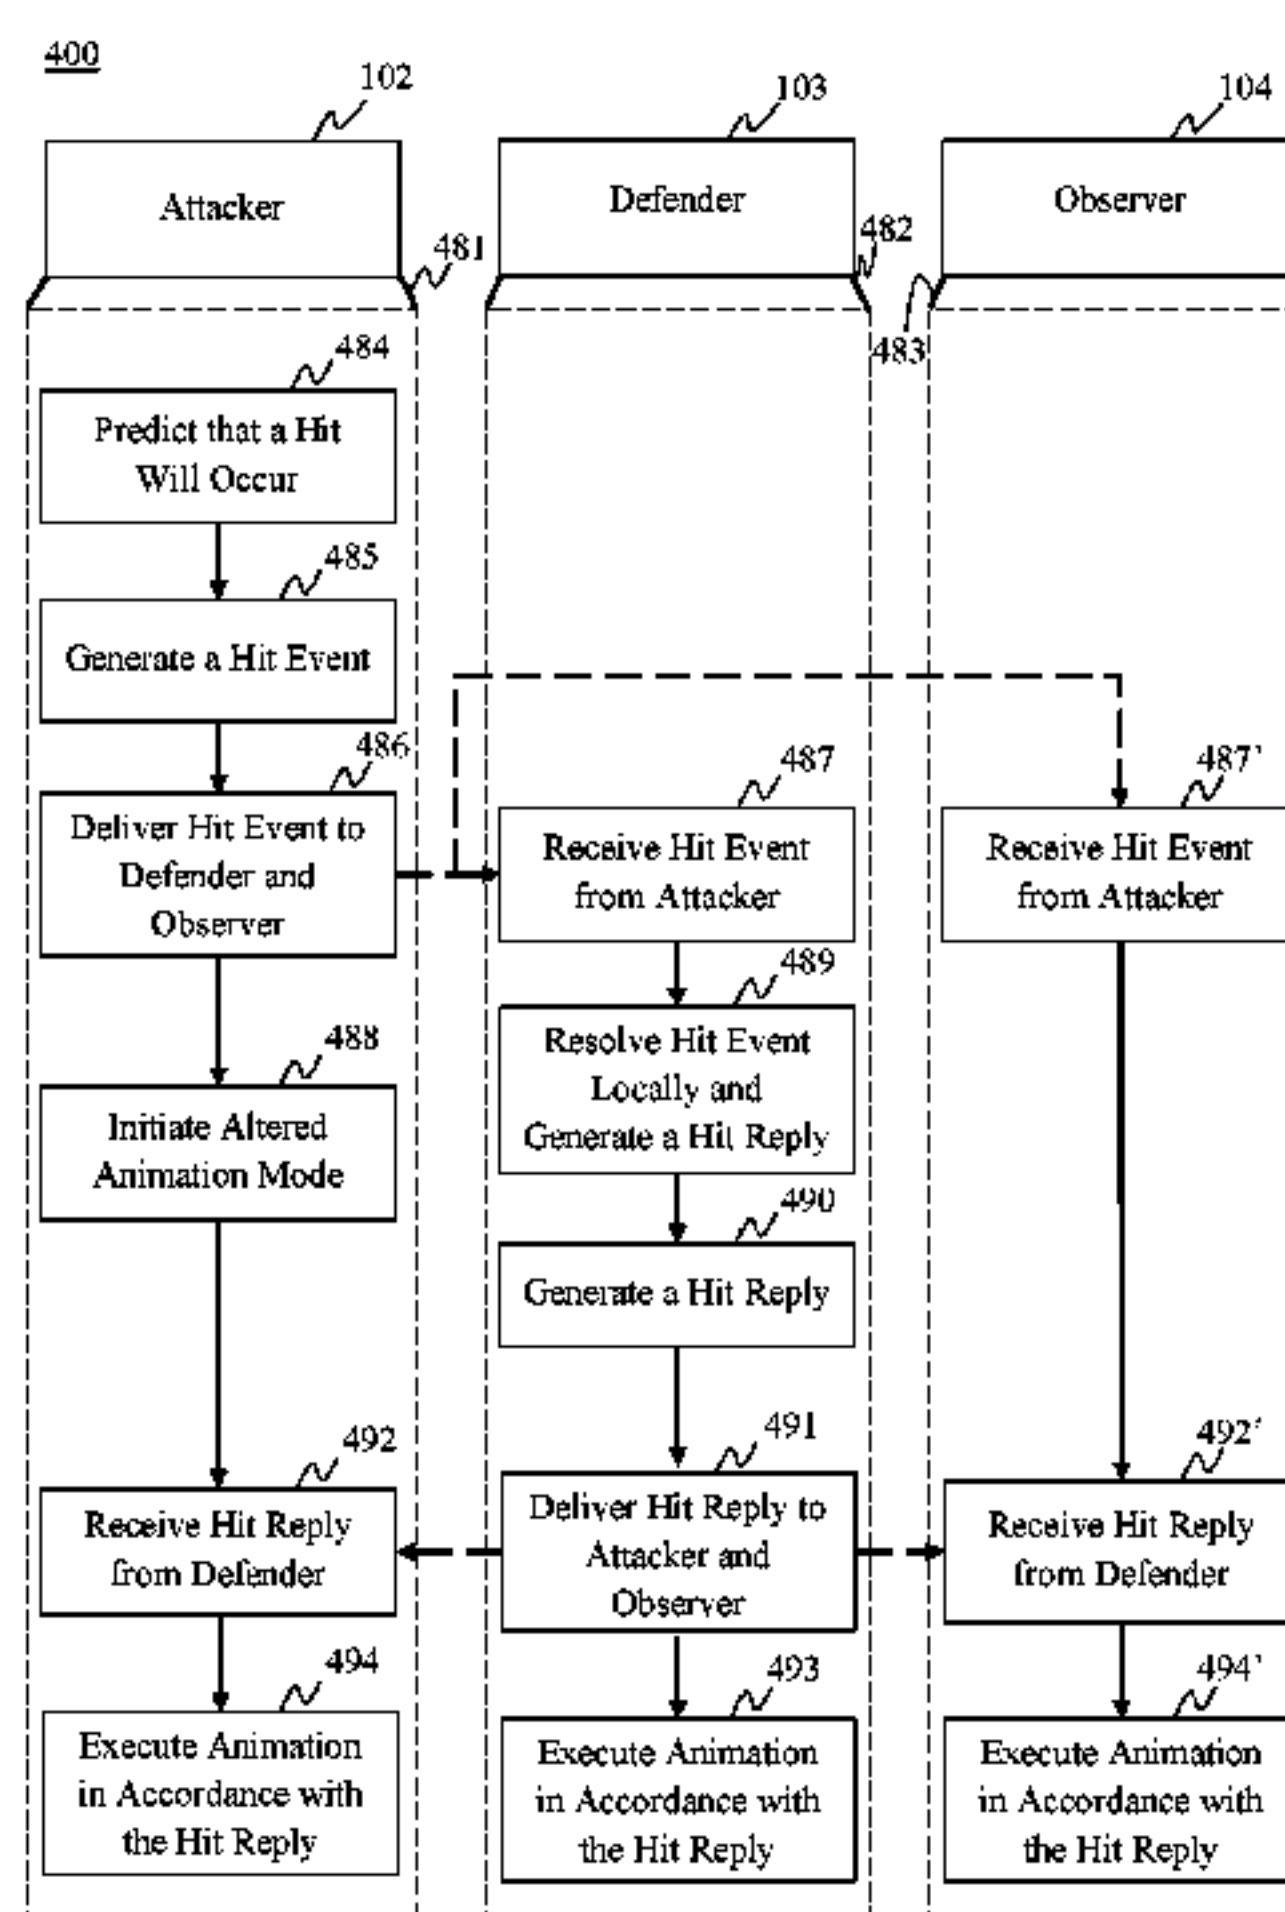 400
102
103
104
Attacker
Defender
Observer
481
482
483
484
Predict that a Hit
Will Occur
485
Generate a Hit Event
486
Deliver Hit Event to
Defender and
Observer
487
Receive Hit Event
from Attacker
487'
Receive Hit Event
from Attacker
488
Initiate Altered
Animation Mode
489
Resolve Hit Event
Locally and
Generate a Hit Reply
490
Generate a Hit Reply
491
Deliver Hit Reply to
Attacker and
Observer
492
Receive Hit Reply
from Defender
492'
Receive Hit Reply
from Defender
494
Execute Animation
in Accordance with
the Hit Reply
493
Execute Animation
in Accordance with
the Hit Reply
494'
Execute Animation
in Accordance with
the Hit Reply